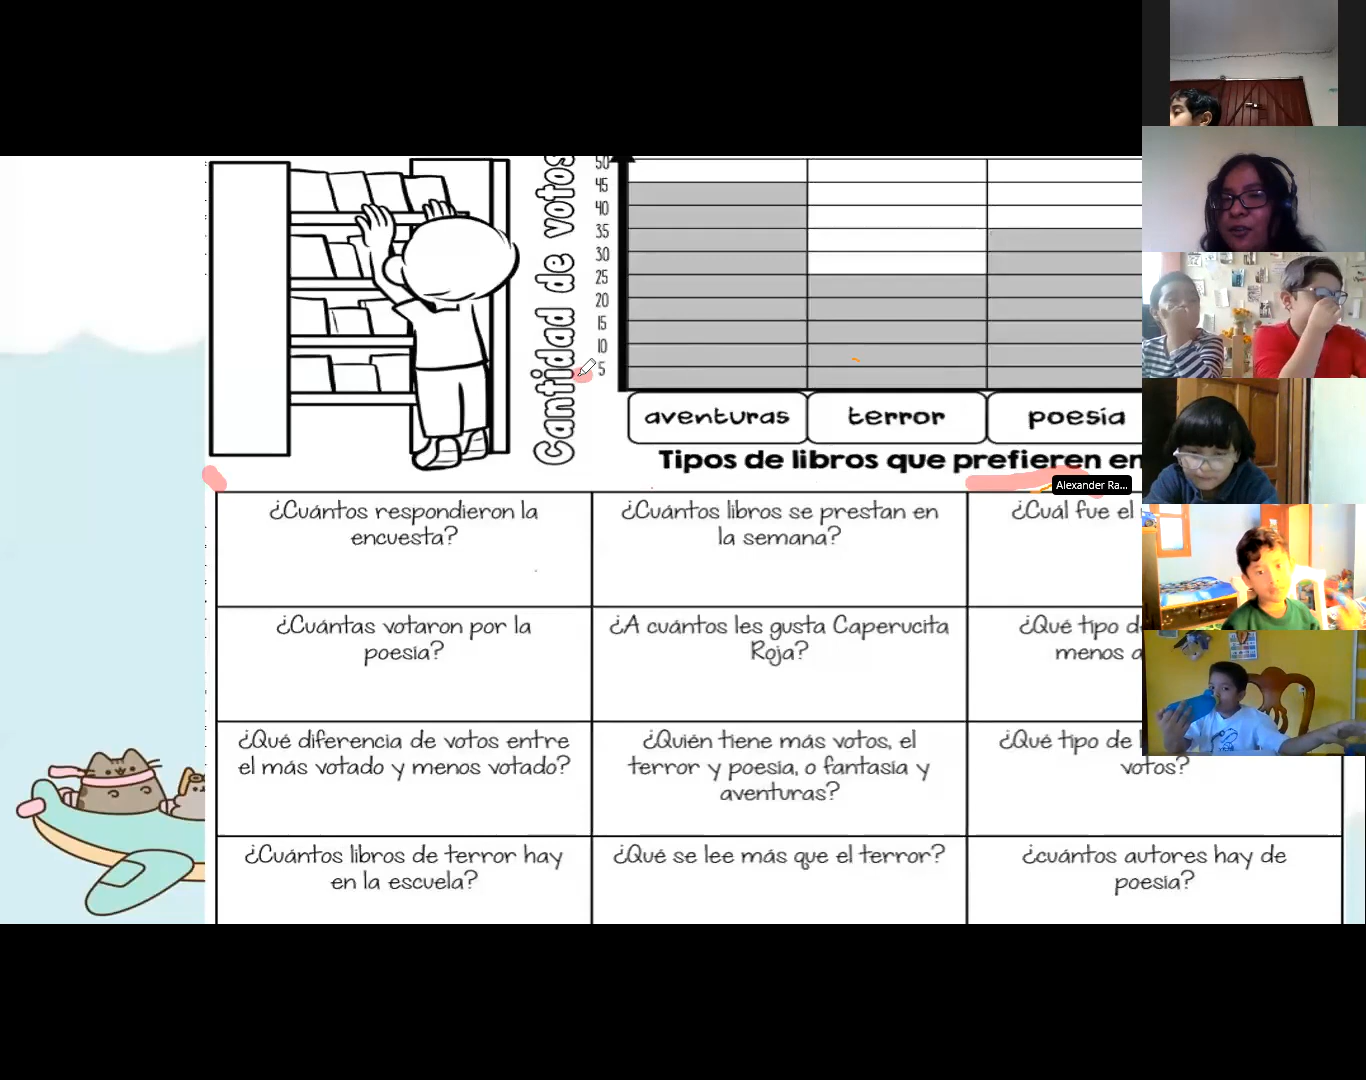 Cantidad de votos
50
45
40
35
30
25
20
15
10
5
aventuras
terror
poesía
Tipos de libros que prefieren en
Alexander Ra...
¿Cuántos respondieron la
encuesta?
¿Cuántos libros se prestan en
la semana?
¿Cuál fue el
¿Cuántas votaron por la
poesía?
¿A cuántos les gusta Caperucita
Roja?
¿Qué tipo d
menos a
¿Qué diferencia de votos entre
el más votado y menos votado?
¿Quién tiene más votos, el
terror y poesía, o fantasía y
aventuras?
¿Qué tipo de
votos?
¿Cuántos libros de terror hay
en la escuela?
¿Qué se lee más que el terror?
¿cuántos autores hay de
poesía?